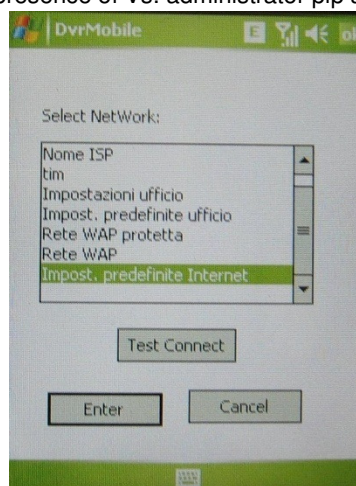 DvrMobile E ok
Select NetWork:
Nome ISP
tim
Impostazioni ufficio
Impost. predefinite ufficio
Rete WAP protetta
Rete WAP
Impost. predefinite Internet
Test Connect
Enter Cancel